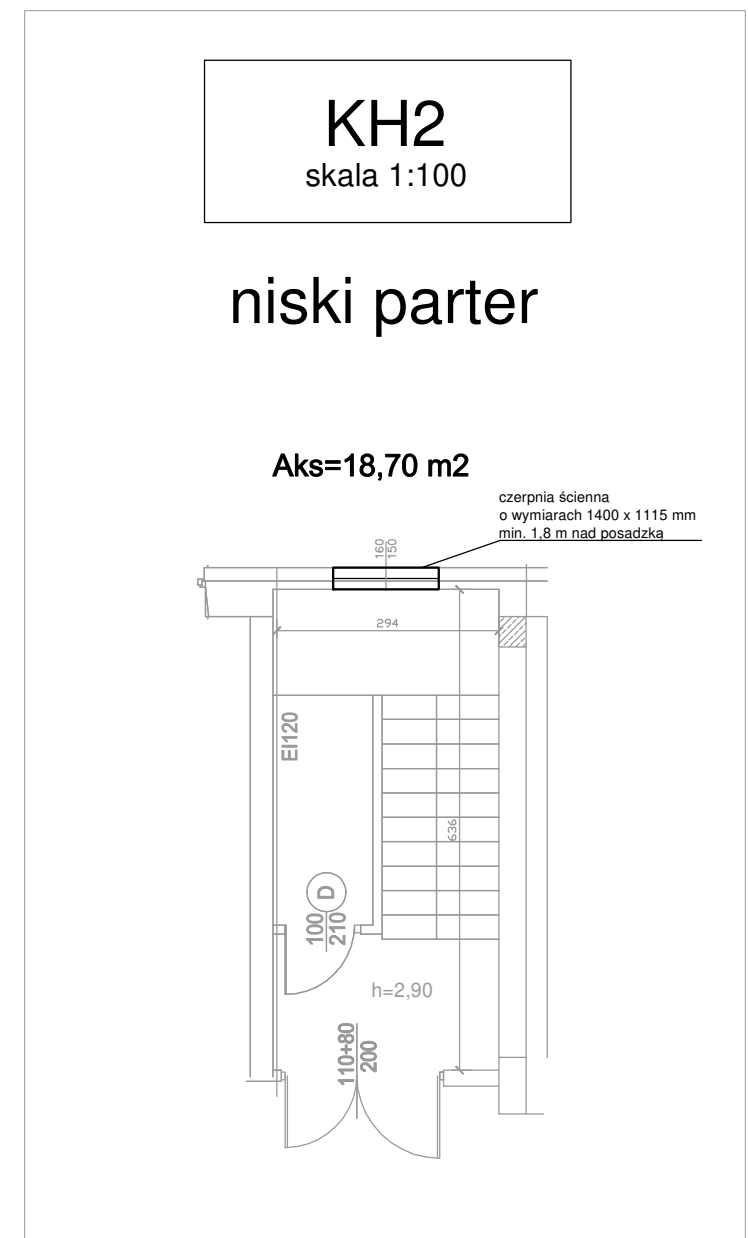 KH2
skala 1:100
niski parter
Aks=18,70 m2
czerpnia ścienna
o wymiarach 1400 x 1115 mm
min. 1,8 m nad posadzką
160
150
294
EI120
636
D
100
210
h=2,90
110+80
200